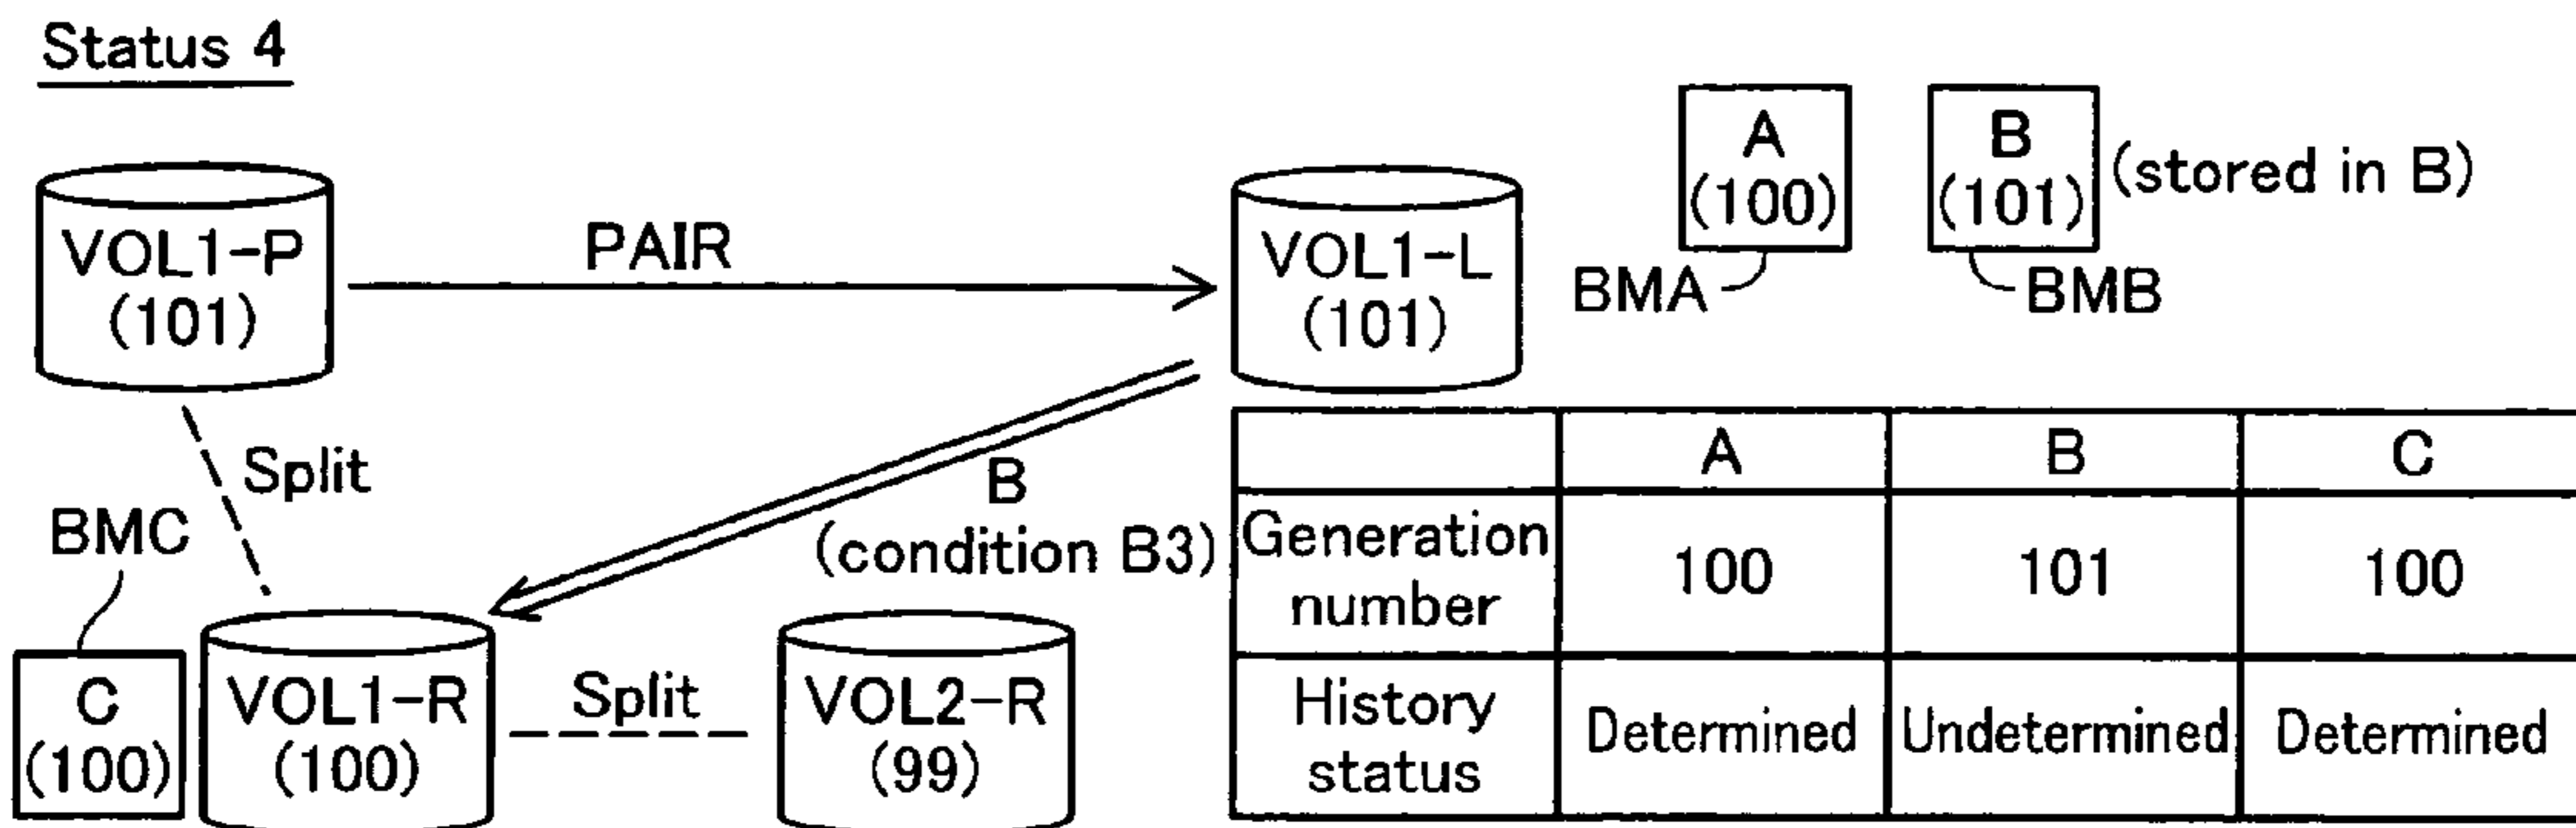 Status 4
VOL1-P
(101)
PAIR
VOL1-L
(101)
A
(100)
BMA
B
(101)
(stored in B)
BMB
Split
B
(condition B3)
BMC
C
(100)
VOL1-R
(100)
Split
VOL2-R
(99)
A B C
Generation
number 100 101 100
History
status Determined Undetermined Determined